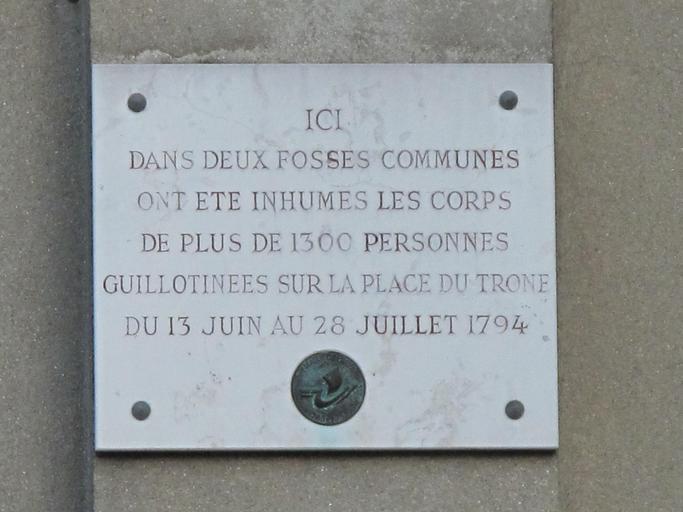 ICI
DANS DEUX FOSSES COMMUNES
ONT ETE INHUMES LES CORPS
DE PLUS DE 1300 PERSONNES
GUILLOTINEES SUR LA PLACE DU TRONE
DU 13 JUIN AU 28 JUILLET 1794